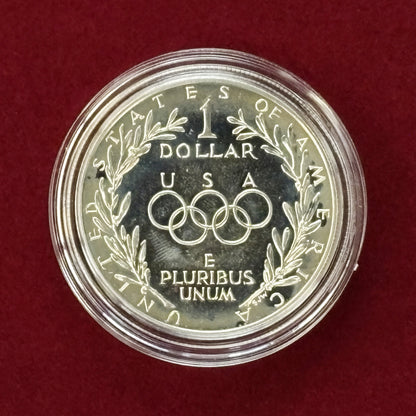 UNITED STATES OF AMERICA
1
DOLLAR
USA
E
PLURIBUS
UNUM